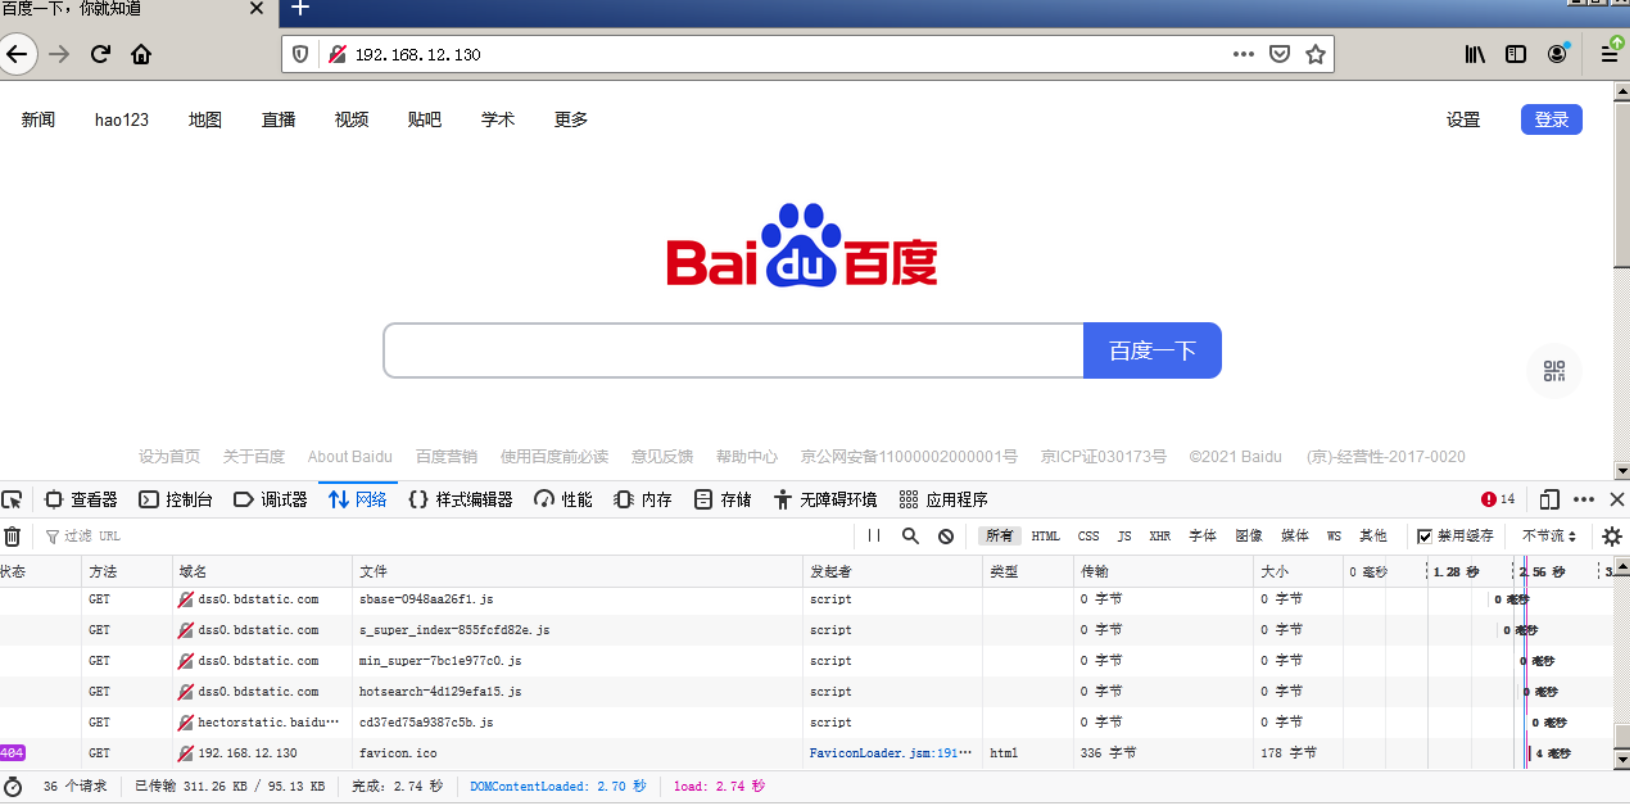 百度一下，你就知道
192.168.12.130
新闻 hao123 地图 直播 视频 贴吧 学术 更多 设置 登录
Baidu百度
百度一下
设为首页 关于百度 About Baidu 百度营销 使用百度前必读 意见反馈 帮助中心 京公网安备11000002000001号 京ICP证030173号 ©2021 Baidu (京)-经营性-2017-0020
查看器 控制台 调试器 网络 {} 样式编辑器 性能 内存 存储 无障碍环境 应用程序 14
过滤 URL 所有 HTML CSS JS XHR 字体 图像 媒体 WS 其他 禁用缓存 不节流
状态 方法 域名 文件 发起者 类型 传输 大小 0 毫秒 1.28 秒 2.56 秒 3.
GET dss0.bdstatic.com sbase-0948aa26f1.js script 0 字节 0 字节 0 毫秒
GET dss0.bdstatic.com s_super_index-855fcfd82e.js script 0 字节 0 字节 0 毫秒
GET dss0.bdstatic.com min_super-7bc1e977c0.js script 0 字节 0 字节 0 毫秒
GET dss0.bdstatic.com hotsearch-4d129efa15.js script 0 字节 0 字节 0 毫秒
GET hectorstatic.baidu… cd37ed75a9387c5b.js script 0 字节 0 字节 0 毫秒
404 GET 192.168.12.130 favicon.ico FaviconLoader.jsm:191… html 336 字节 178 字节 4 毫秒
36 个请求 已传输 311.26 KB / 95.13 KB 完成：2.74 秒 DOMContentLoaded: 2.70 秒 load: 2.74 秒